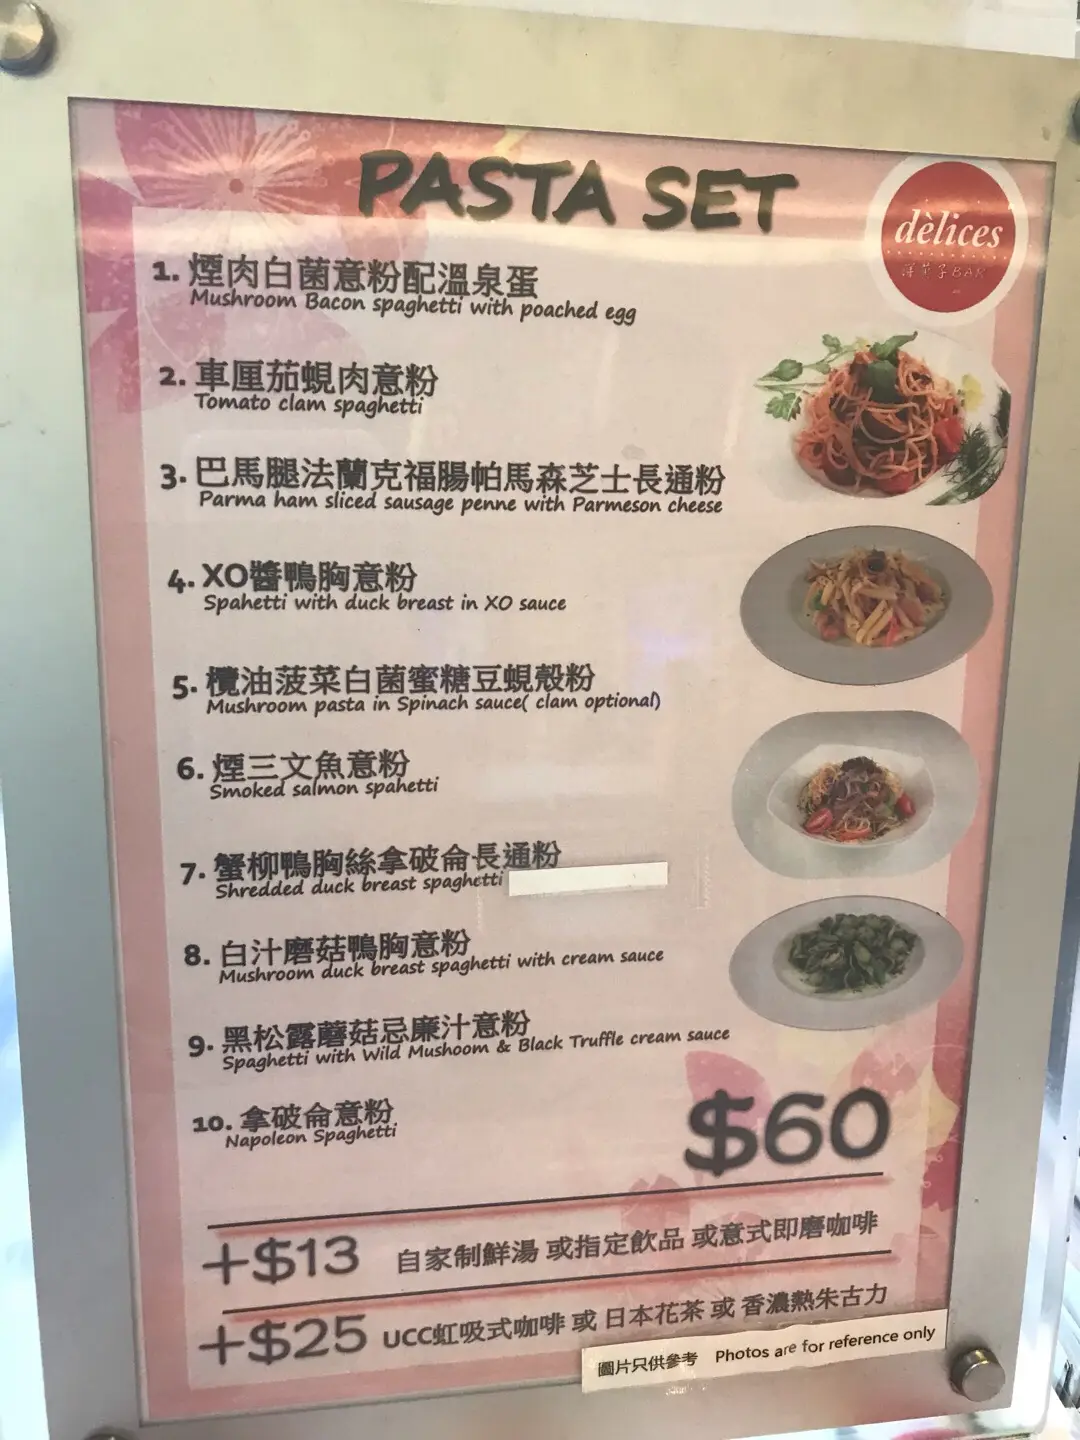 PASTA SET
dèlices
洋菓子BAR
1. 煙肉白菌意粉配溫泉蛋
Mushroom Bacon spaghetti with poached egg
2. 車厘茄蜆肉意粉
Tomato clam spaghetti
3. 巴馬腿法蘭克福腸帕馬森芝士長通粉
Parma ham sliced sausage penne with Parmeson cheese
4. XO醬鴨胸意粉
Spahetti with duck breast in XO sauce
5. 欖油菠菜白菌蜜糖豆蜆殼粉
Mushroom pasta in Spinach sauce( clam optional)
6. 煙三文魚意粉
Smoked salmon spahetti
7. 蟹柳鴨胸絲拿破侖長通粉
Shredded duck breast spaghetti
8. 白汁磨菇鴨胸意粉
Mushroom duck breast spaghetti with cream sauce
9. 黑松露蘑菇忌廉汁意粉
Spaghetti with Wild Mushoom & Black Truffle cream sauce
10. 拿破侖意粉
Napoleon Spaghetti
$60
+$13 自家制鮮湯 或指定飲品 或意式即磨咖啡
+$25 UCC虹吸式咖啡 或 日本花茶 或 香濃熱朱古力
圖片只供參考 Photos are for reference only